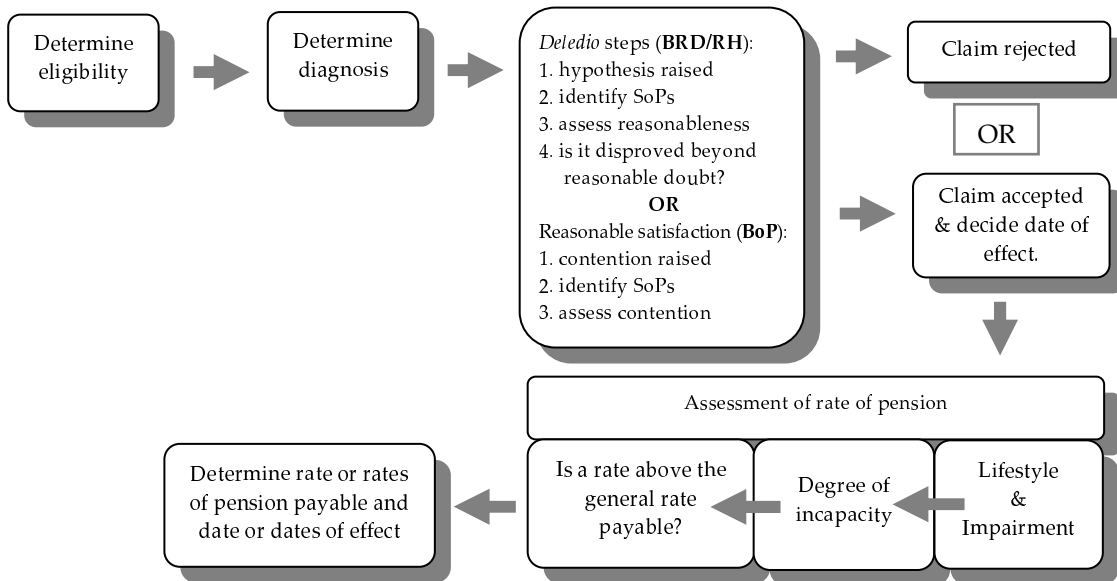 Determine
eligibility
Determine
diagnosis
Deledio steps (BRD/RH):
1. hypothesis raised
2. identify SoPs
3. assess reasonableness
4. is it disproved beyond
reasonable doubt?
OR
Reasonable satisfaction (BoP):
1. contention raised
2. identify SoPs
3. assess contention
Claim rejected
OR
Claim accepted
& decide date of
effect.
Assessment of rate of pension
Lifestyle
&
Impairment
Degree of
incapacity
Is a rate above the
general rate
payable?
Determine rate or rates
of pension payable and
date or dates of effect